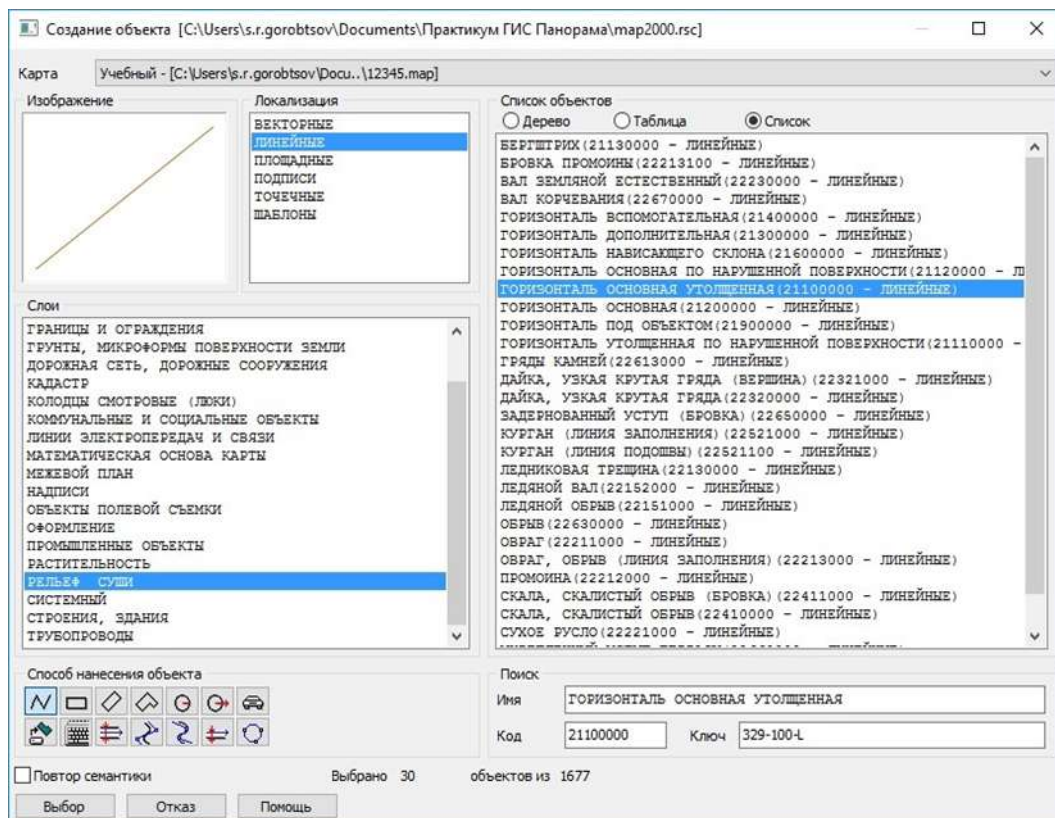 Создание объекта [C:\Users\s.r.gorobtsov\Documents\Практикум ГИС Панорама\map2000.rsc]
Карта Учебный - [C:\Users\s.r.gorobtsov\Docu..\12345.map]
Изображение
Локализация
ВЕКТОРНЫЕ
ЛИНЕЙНЫЕ
ПЛОЩАДНЫЕ
ПОДПИСИ
ТОЧЕЧНЫЕ
ШАБЛОНЫ
Слои
ГРАНИЦЫ И ОГРАЖДЕНИЯ
ГРУНТЫ, МИКРОФОРМЫ ПОВЕРХНОСТИ ЗЕМЛИ
ДОРОЖНАЯ СЕТЬ, ДОРОЖНЫЕ СООРУЖЕНИЯ
КАДАСТР
КОЛОДЦЫ СМОТРОВЫЕ (ЛЮКИ)
КОММУНАЛЬНЫЕ И СОЦИАЛЬНЫЕ ОБЪЕКТЫ
ЛИНИИ ЭЛЕКТРОПЕРЕДАЧ И СВЯЗИ
МАТЕМАТИЧЕСКАЯ ОСНОВА КАРТЫ
МЕЖЕВОЙ ПЛАН
НАДПИСИ
ОБЪЕКТЫ ПОЛЕВОЙ СЪЕМКИ
ОФОРМЛЕНИЕ
ПРОМЫШЛЕННЫЕ ОБЪЕКТЫ
РАСТИТЕЛЬНОСТЬ
РЕЛЬЕФ СУШИ
СИСТЕМНЫЙ
СТРОЕНИЯ, ЗДАНИЯ
ТРУБОПРОВОДЫ
Список объектов
Дерево Таблица Список
БЕРГШТРИХ(21130000 - ЛИНЕЙНЫЕ)
БРОВКА ПРОМОИНЫ(22213100 - ЛИНЕЙНЫЕ)
ВАЛ ЗЕМЛЯНОЙ ЕСТЕСТВЕННЫЙ(22230000 - ЛИНЕЙНЫЕ)
ВАЛ КОРЧЕВАНИЯ(22670000 - ЛИНЕЙНЫЕ)
ГОРИЗОНТАЛЬ ВСПОМОГАТЕЛЬНАЯ(21400000 - ЛИНЕЙНЫЕ)
ГОРИЗОНТАЛЬ ДОПОЛНИТЕЛЬНАЯ(21300000 - ЛИНЕЙНЫЕ)
ГОРИЗОНТАЛЬ НАВИСАЮЩЕГО СКЛОНА(21600000 - ЛИНЕЙНЫЕ)
ГОРИЗОНТАЛЬ ОСНОВНАЯ ПО НАРУШЕННОЙ ПОВЕРХНОСТИ(21120000 - Л
ГОРИЗОНТАЛЬ ОСНОВНАЯ УТОЛЩЕННАЯ(21100000 - ЛИНЕЙНЫЕ)
ГОРИЗОНТАЛЬ ОСНОВНАЯ(21200000 - ЛИНЕЙНЫЕ)
ГОРИЗОНТАЛЬ ПОД ОБЪЕКТОМ(21900000 - ЛИНЕЙНЫЕ)
ГОРИЗОНТАЛЬ УТОЛЩЕННАЯ ПО НАРУШЕННОЙ ПОВЕРХНОСТИ(21110000 -
ГРЯДЫ КАМНЕЙ(22613000 - ЛИНЕЙНЫЕ)
ДАЙКА, УЗКАЯ КРУТАЯ ГРЯДА (ВЕРШИНА)(22321000 - ЛИНЕЙНЫЕ)
ДАЙКА, УЗКАЯ КРУТАЯ ГРЯДА(22320000 - ЛИНЕЙНЫЕ)
ЗАДЕРНОВАННЫЙ УСТУП (БРОВКА)(22650000 - ЛИНЕЙНЫЕ)
КУРГАН (ЛИНИЯ ЗАПОЛНЕНИЯ)(22521000 - ЛИНЕЙНЫЕ)
КУРГАН (ЛИНИЯ ПОДОШВЫ)(22521100 - ЛИНЕЙНЫЕ)
ЛЕДНИКОВАЯ ТРЕЩИНА(22130000 - ЛИНЕЙНЫЕ)
ЛЕДЯНОЙ ВАЛ(22152000 - ЛИНЕЙНЫЕ)
ЛЕДЯНОЙ ОБРЫВ(22151000 - ЛИНЕЙНЫЕ)
ОБРЫВ(22630000 - ЛИНЕЙНЫЕ)
ОВРАГ(22211000 - ЛИНЕЙНЫЕ)
ОВРАГ, ОБРЫВ (ЛИНИЯ ЗАПОЛНЕНИЯ)(22213000 - ЛИНЕЙНЫЕ)
ПРОМОИНА(22212000 - ЛИНЕЙНЫЕ)
СКАЛА, СКАЛИСТЫЙ ОБРЫВ (БРОВКА)(22411000 - ЛИНЕЙНЫЕ)
СКАЛА, СКАЛИСТЫЙ ОБРЫВ(22410000 - ЛИНЕЙНЫЕ)
СУХОЕ РУСЛО(22221000 - ЛИНЕЙНЫЕ)
Способ нанесения объекта
Поиск
Имя ГОРИЗОНТАЛЬ ОСНОВНАЯ УТОЛЩЕННАЯ
Код 21100000 Ключ 329-100-L
Повтор семантики Выбрано 30 объектов из 1677
Выбор Отказ Помощь